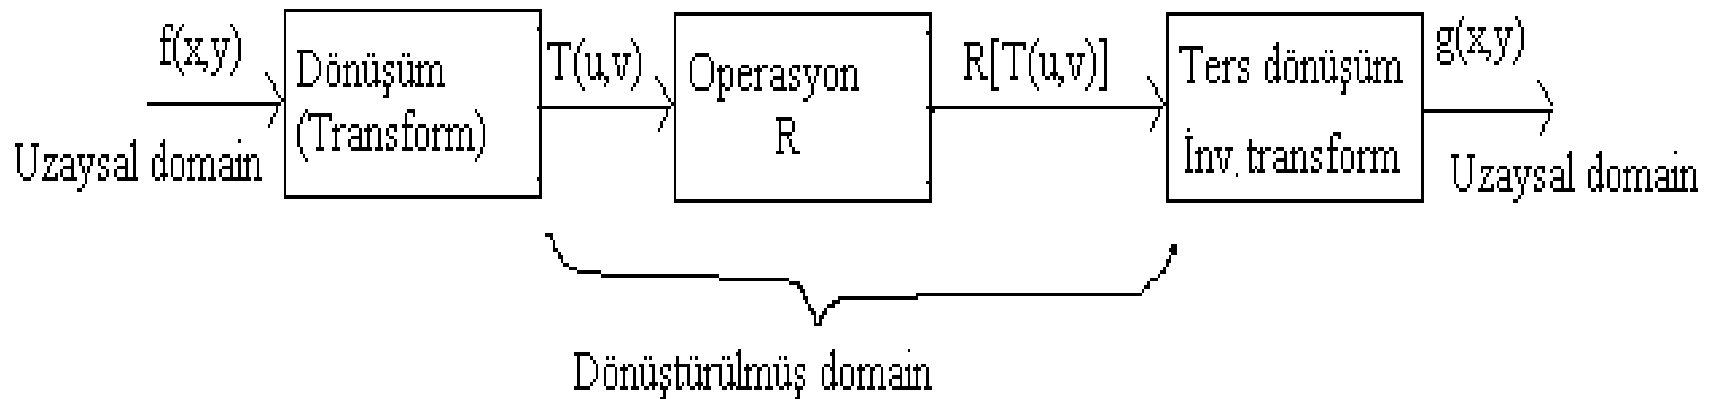 f(x,y)
Uzaysal domain
Dönüşüm
(Transform)
T(u,v)
Operasyon
R
R[T(u,v)]
Ters dönüşüm
İnv. transform
g(x,y)
Uzaysal domain
Dönüştürülmüş domain